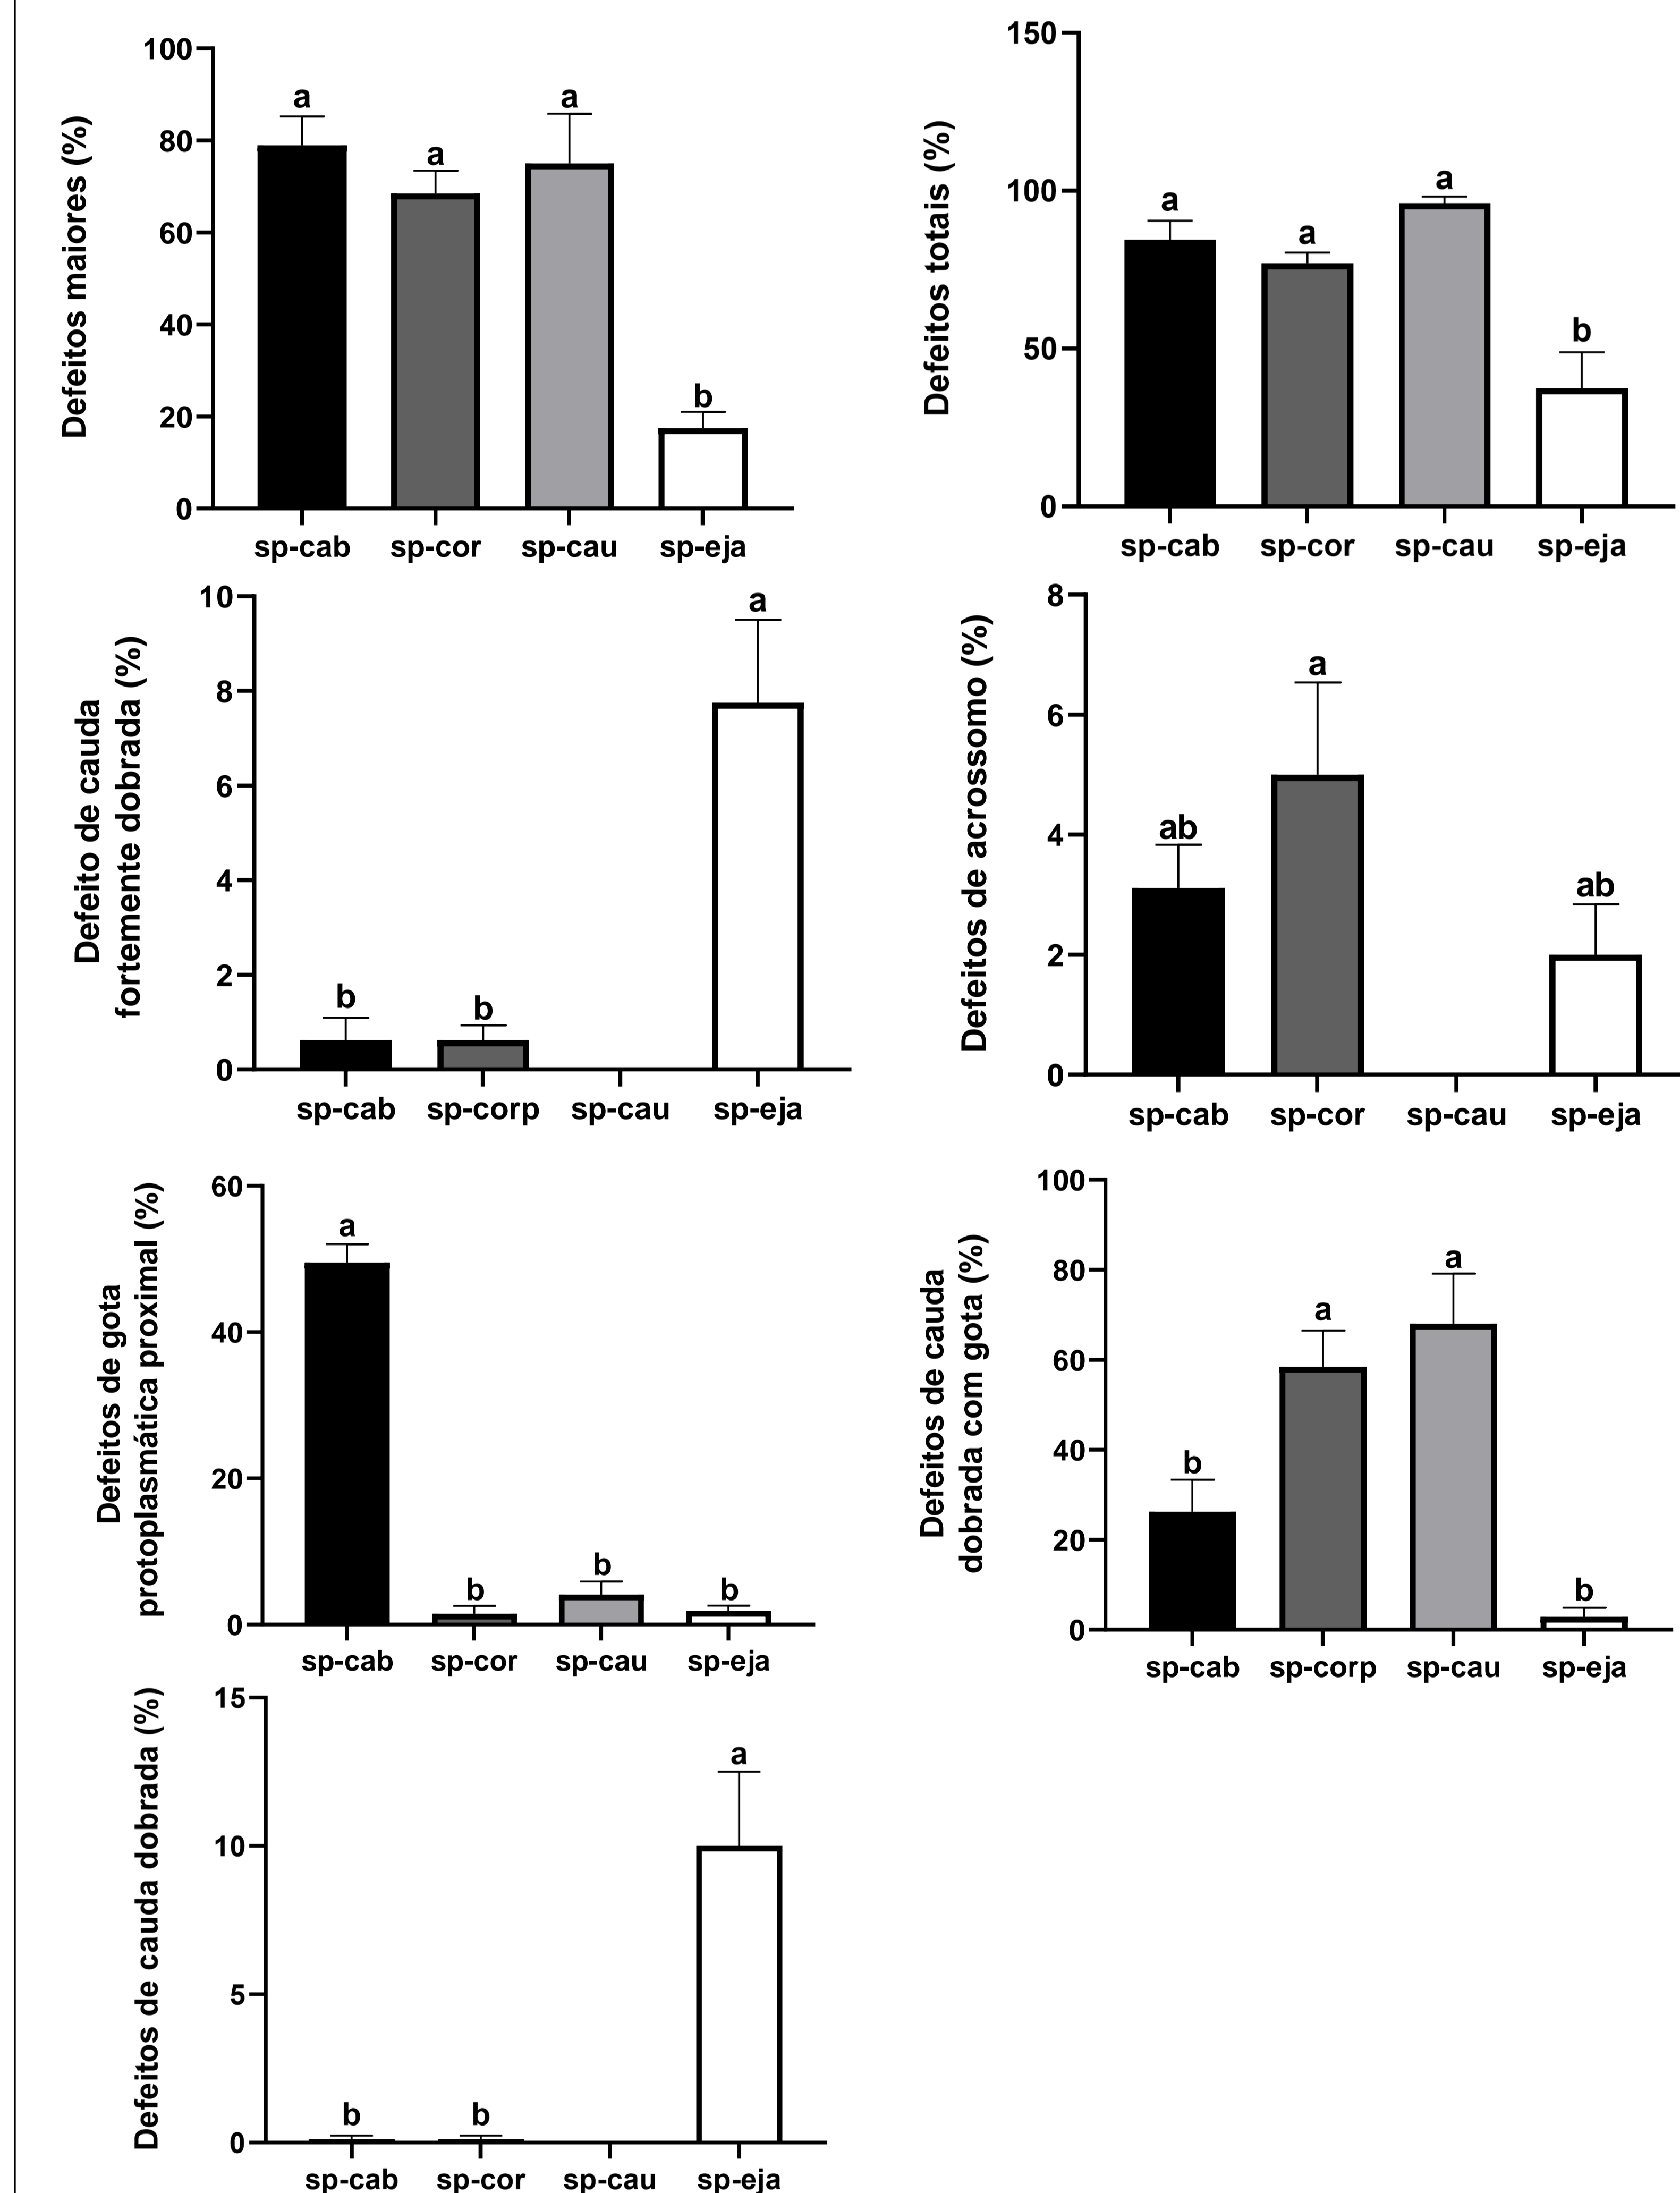 Defeitos maiores (%)
100
80
60
40
20
0
a
a
a
b
sp-cab sp-cor sp-cau sp-eja
Defeitos totais (%)
150
100
50
0
a
a
a
b
sp-cab sp-cor sp-cau sp-eja
Defeito de cauda
fortemente dobrada (%)
10
8
6
4
2
0
b
b
a
sp-cab sp-corp sp-cau sp-eja
Defeitos de acrossomo (%)
8
6
4
2
0
ab
a
ab
sp-cab sp-cor sp-cau sp-eja
Defeitos de gota
protoplasmática proximal (%)
60
40
20
0
a
b
b
b
sp-cab sp-cor sp-cau sp-eja
Defeitos de cauda
dobrada com gota (%)
100
80
60
40
20
0
b
a
a
b
sp-cab sp-corp sp-cau sp-eja
Defeitos de cauda dobrada (%)
15
10
5
0
b
b
a
sp-cab sp-cor sp-cau sp-eja